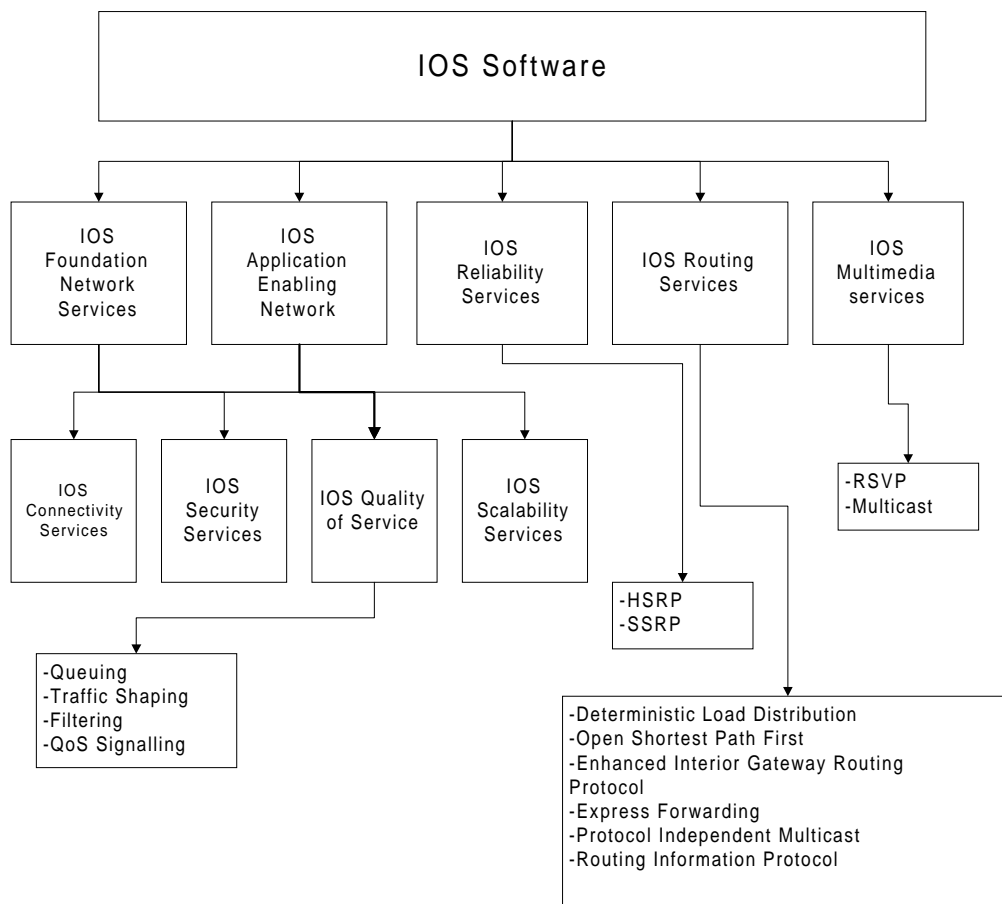 IOS Software
IOS
Foundation
Network
Services
IOS
Application
Enabling
Network
IOS
Reliability
Services
IOS Routing
Services
IOS
Multimedia
services
IOS
Connectivity
Services
IOS
Security
Services
IOS Quality
of Service
IOS
Scalability
Services
-RSVP
-Multicast
-HSRP
-SSRP
-Queuing
-Traffic Shaping
-Filtering
-QoS Signalling
-Deterministic Load Distribution
-Open Shortest Path First
-Enhanced Interior Gateway Routing
Protocol
-Express Forwarding
-Protocol Independent Multicast
-Routing Information Protocol